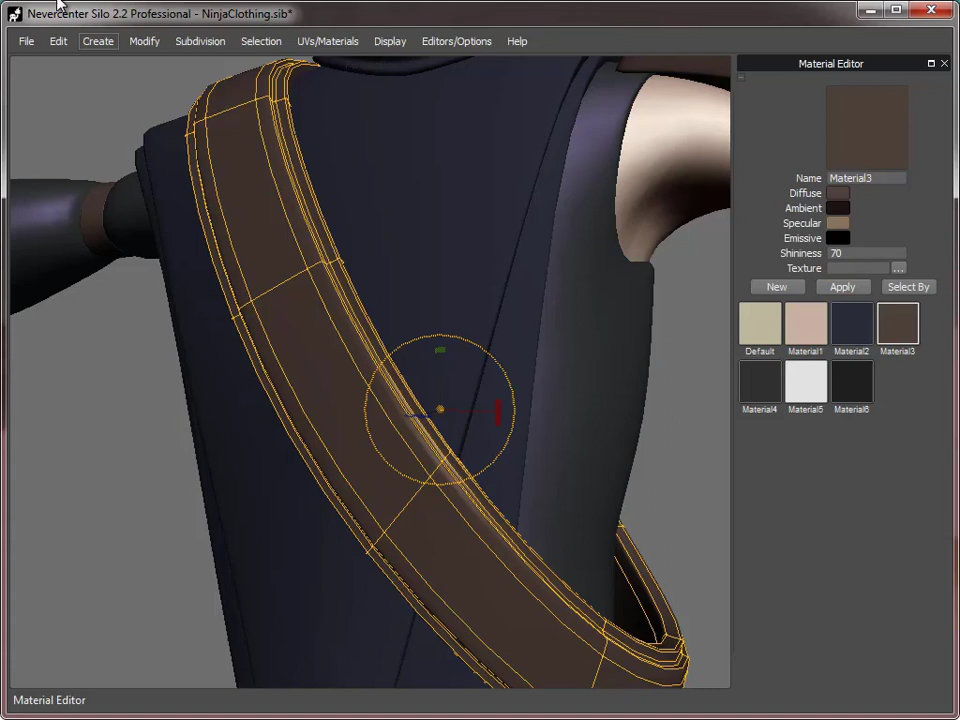 Nevercenter Silo 2.2 Professional - NinjaClothing.sib*
File Edit Create Modify Subdivision Selection UVs/Materials Display Editors/Options Help
Material Editor
Name Material3
Diffuse
Ambient
Specular
Emissive
Shininess 70
Texture ...
New Apply Select By
Default Material1 Material2 Material3
Material4 Material5 Material6
Material Editor